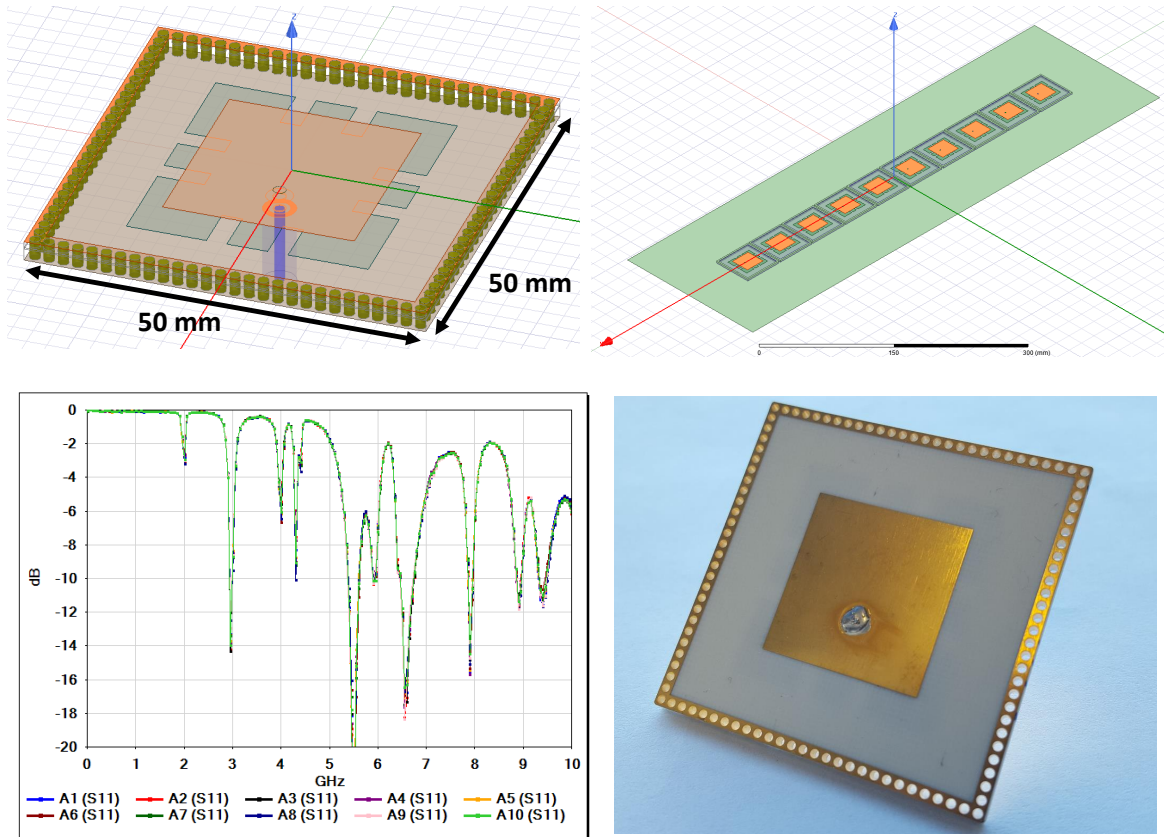 Z
50 mm
50 mm
Z
0 150 300 (mm)
0
-2
-4
-6
-8
-10
-12
-14
-16
-18
-20
dB
0 1 2 3 4 5 6 7 8 9 10
GHz
A1 (S11) A2 (S11) A3 (S11) A4 (S11) A5 (S11)
A6 (S11) A7 (S11) A8 (S11) A9 (S11) A10 (S11)